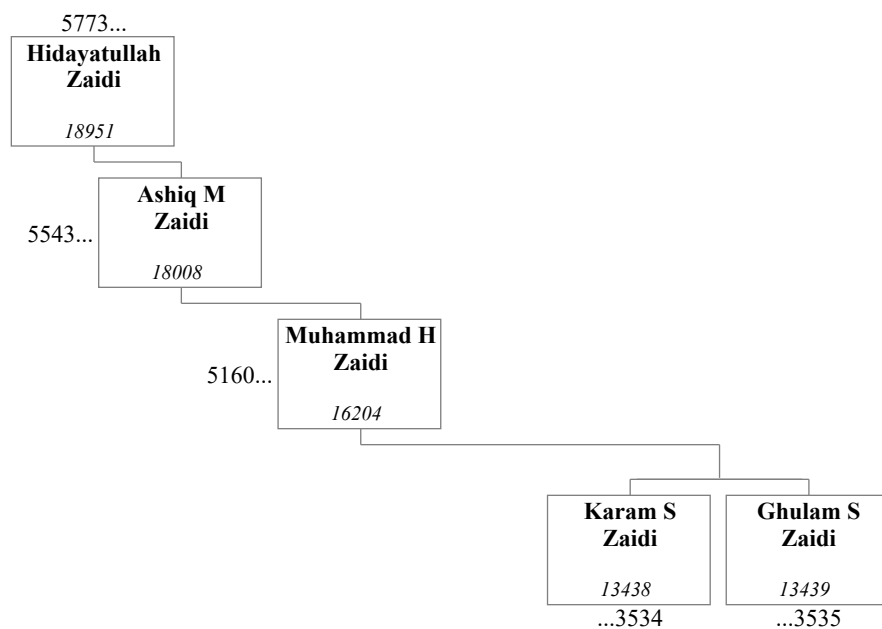 5773...
Hidayatullah
Zaidi
18951
Ashiq M
Zaidi
5543...
18008
Muhammad H
Zaidi
5160...
16204
Karam S
Zaidi
13438
...3534
Ghulam S
Zaidi
13439
...3535